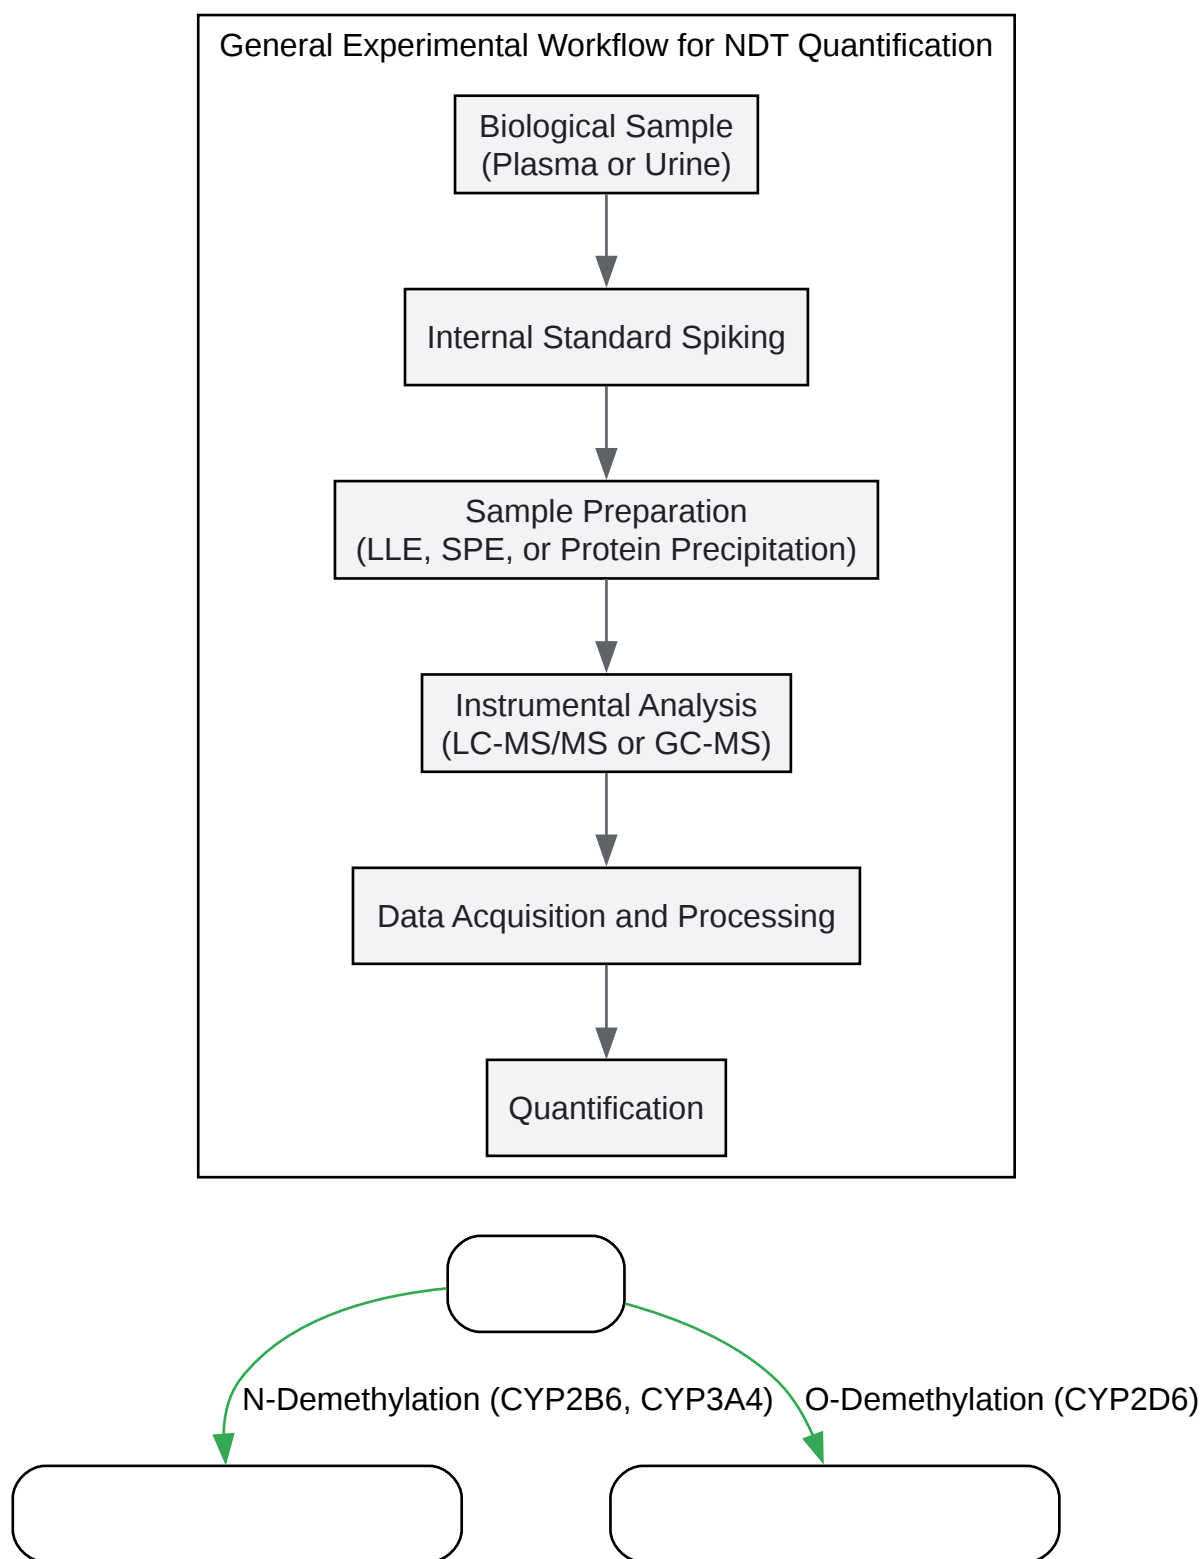 General Experimental Workflow for NDT Quantification
Biological Sample
(Plasma or Urine)
Internal Standard Spiking
Sample Preparation
(LLE, SPE, or Protein Precipitation)
Instrumental Analysis
(LC-MS/MS or GC-MS)
Data Acquisition and Processing
Quantification
N-Demethylation (CYP2B6, CYP3A4)
O-Demethylation (CYP2D6)